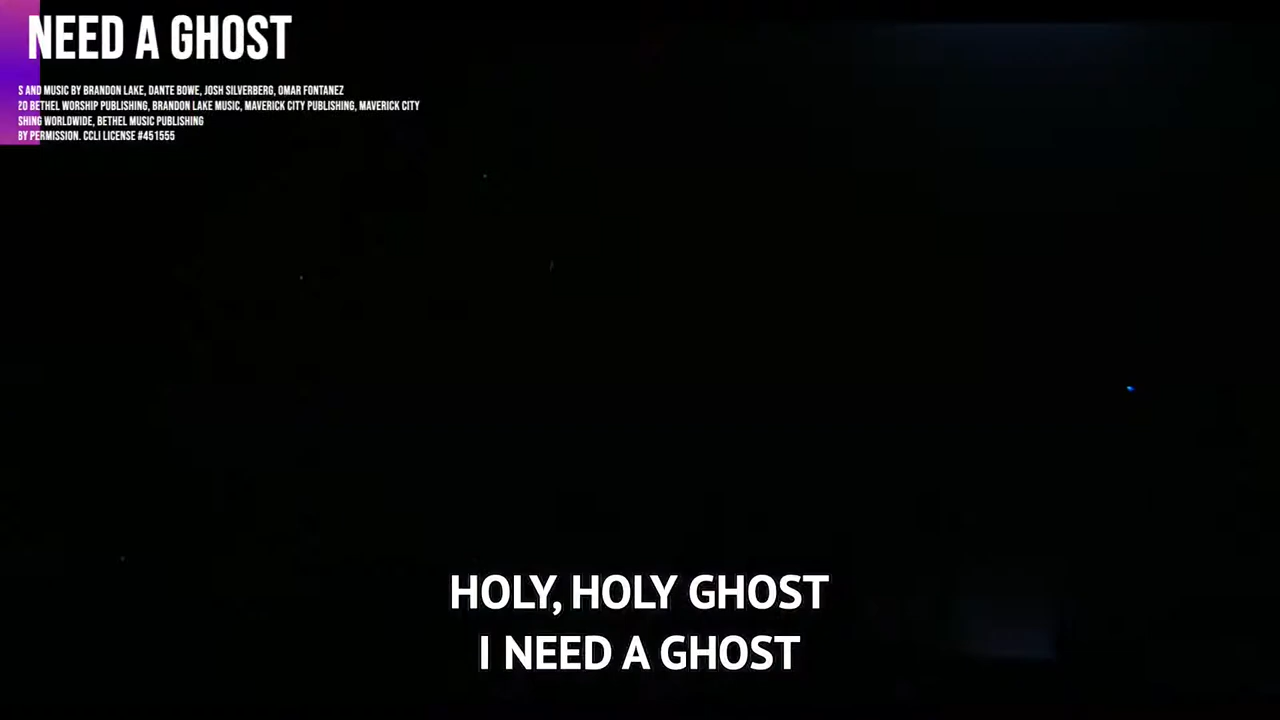 NEED A GHOST
S AND MUSIC BY BRANDON LAKE, DANTE BOWE, JOSH SILVERBERG, OMAR FONTANEZ
20 BETHEL WORSHIP PUBLISHING, BRANDON LAKE MUSIC, MAVERICK CITY PUBLISHING, MAVERICK CITY
SHING WORLDWIDE, BETHEL MUSIC PUBLISHING
BY PERMISSION. CCLI LICENSE #451555
HOLY, HOLY GHOST
I NEED A GHOST